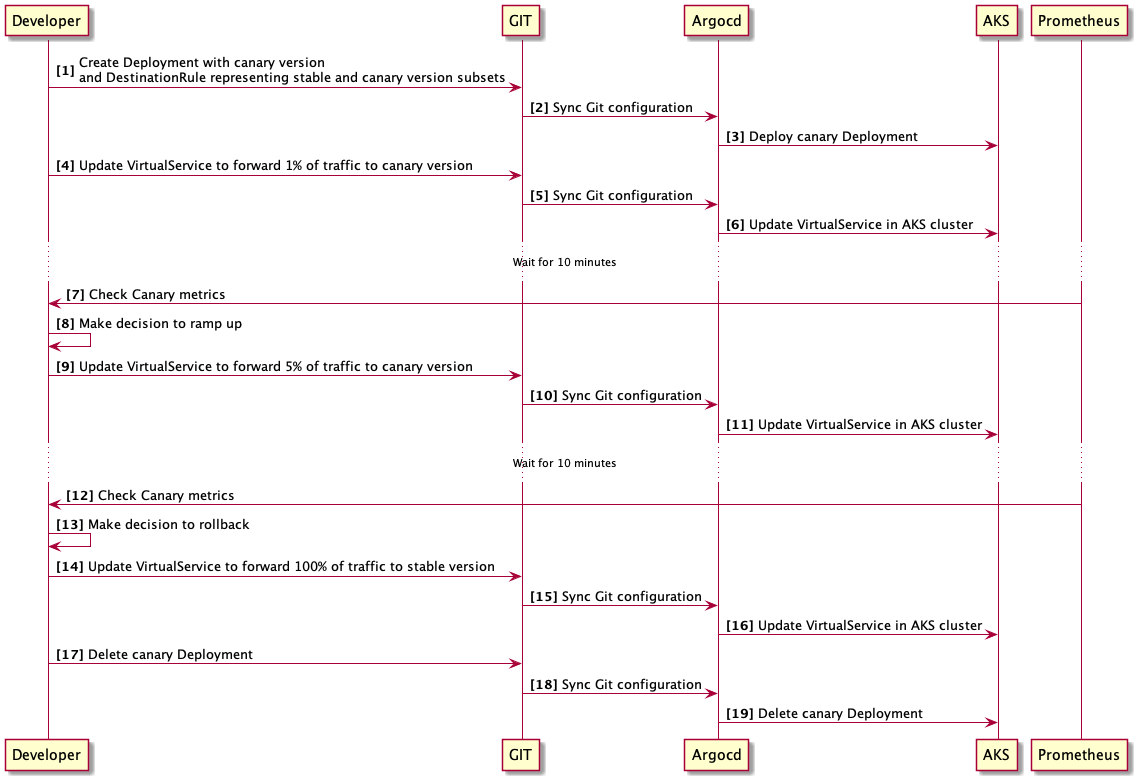 Developer GIT Argocd AKS Prometheus
[1] Create Deployment with canary version
and DestinationRule representing stable and canary version subsets
[2] Sync Git configuration
[3] Deploy canary Deployment
[4] Update VirtualService to forward 1% of traffic to canary version
[5] Sync Git configuration
[6] Update VirtualService in AKS cluster
Wait for 10 minutes
[7] Check Canary metrics
[8] Make decision to ramp up
[9] Update VirtualService to forward 5% of traffic to canary version
[10] Sync Git configuration
[11] Update VirtualService in AKS cluster
Wait for 10 minutes
[12] Check Canary metrics
[13] Make decision to rollback
[14] Update VirtualService to forward 100% of traffic to stable version
[15] Sync Git configuration
[16] Update VirtualService in AKS cluster
[17] Delete canary Deployment
[18] Sync Git configuration
[19] Delete canary Deployment
Developer GIT Argocd AKS Prometheus